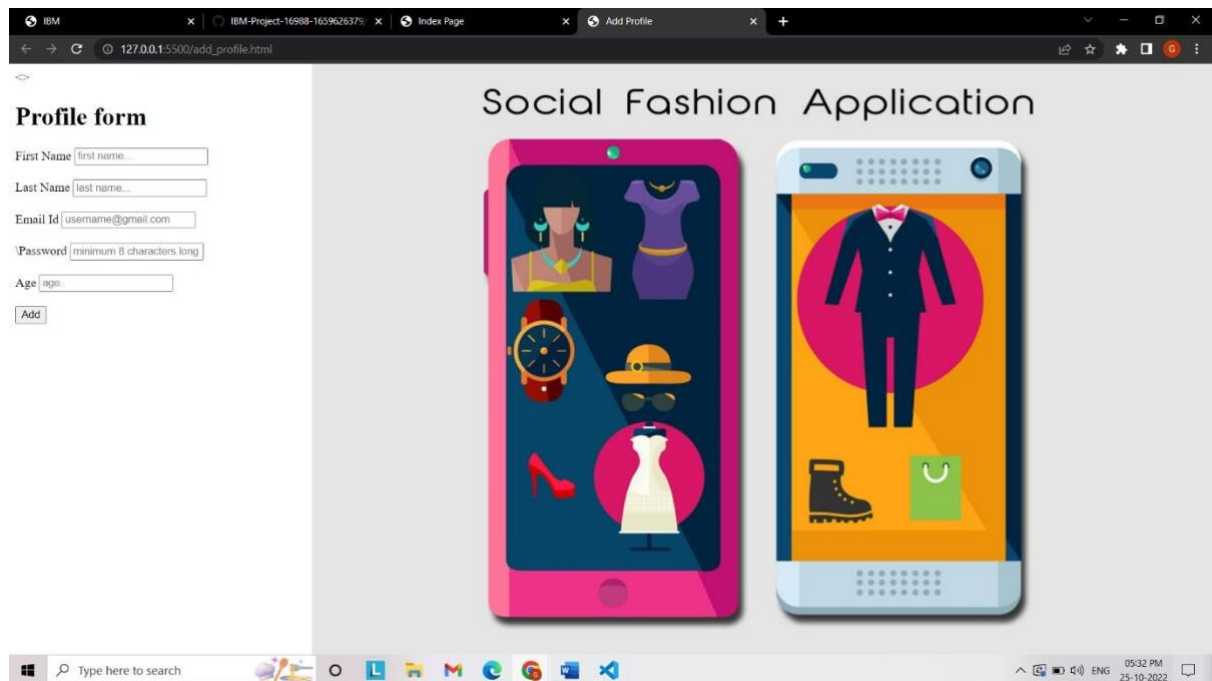 IBM
IBM-Project-16988-1659626379
Index Page
Add Profile
127.0.0.1:5500/add_profile.html
G
<>
Profile form
First Name first name...
Last Name last name...
Email Id username@gmail.com
\Password minimum 8 characters long
Age age..
Add
Social Fashion Application
Type here to search
L
ENG
05:32 PM
25-10-2022